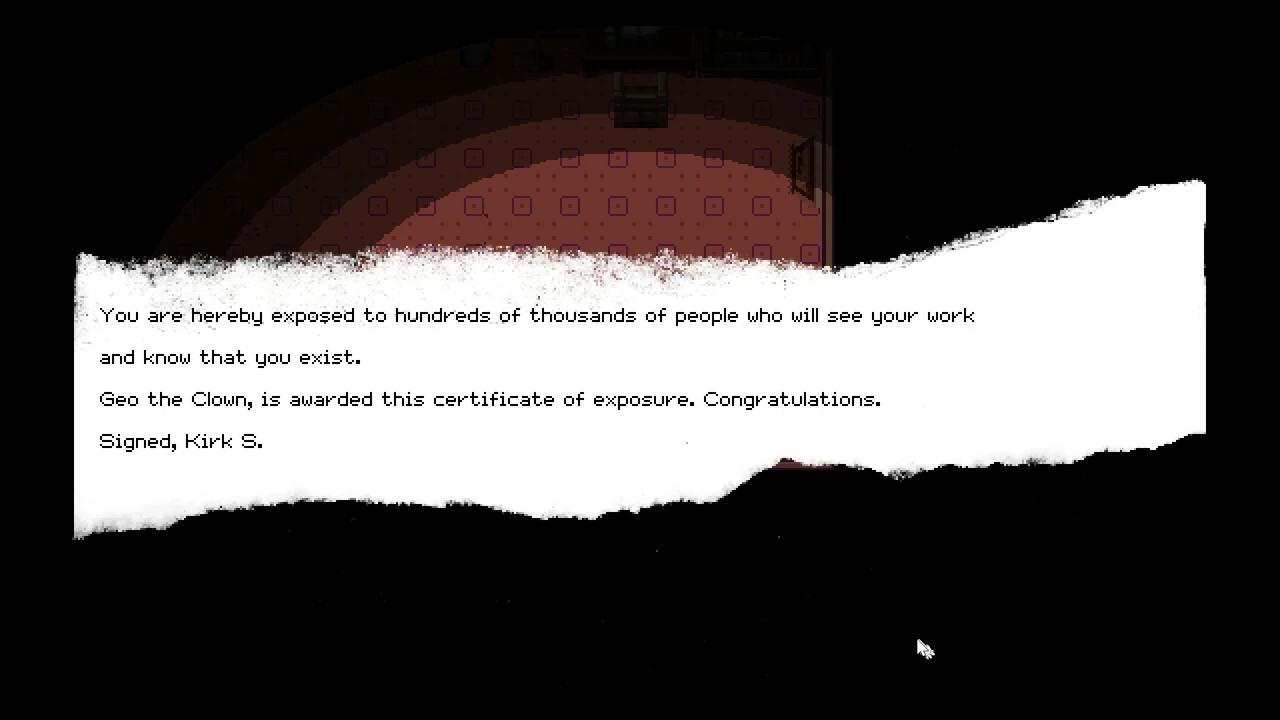 You are hereby exposed to hundreds of thousands of people who will see your work
and know that you exist.
Geo the Clown, is awarded this certificate of exposure. Congratulations.
Signed, Kirk S.